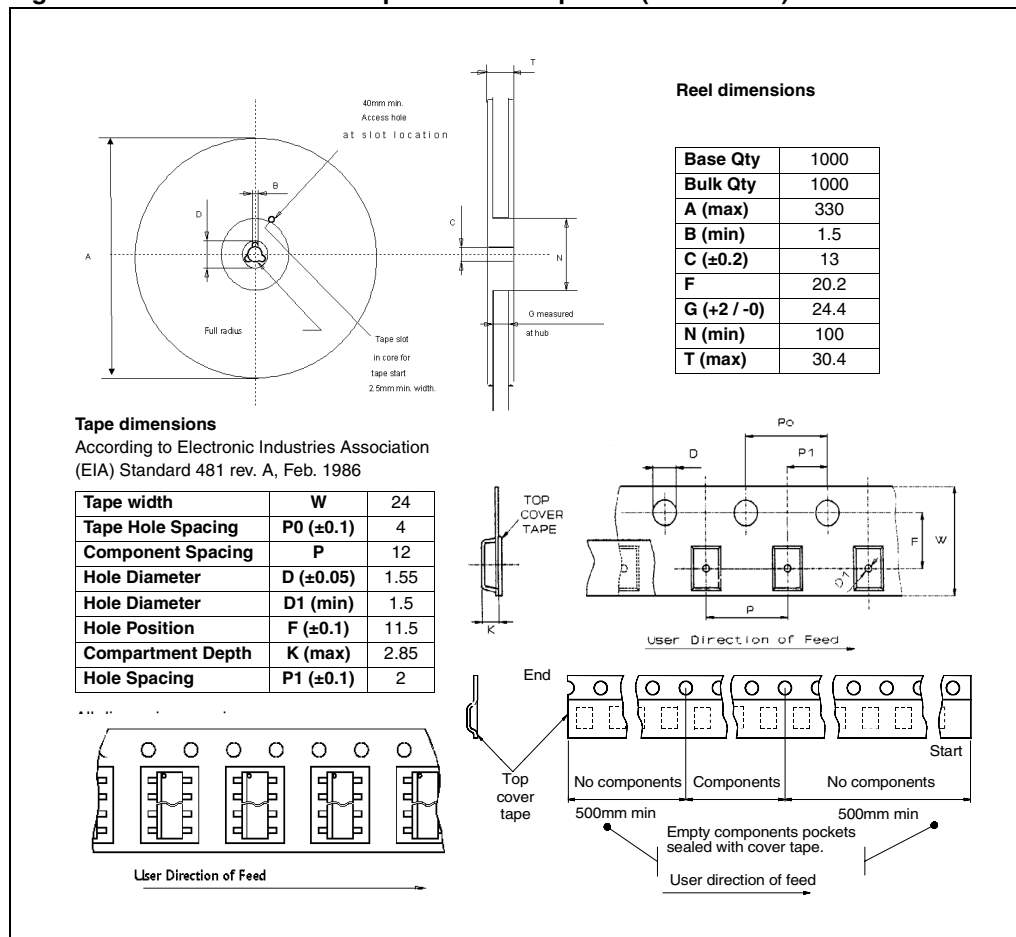 T
40mm min.
Access hole
at slot location
B
D
C
A
N
Full radius
G measured
at hub
Tape slot
in core for
tape start
2.5mm min. width.
Reel dimensions
Base Qty 1000
Bulk Qty 1000
A (max) 330
B (min) 1.5
C (±0.2) 13
F 20.2
G (+2 / -0) 24.4
N (min) 100
T (max) 30.4
Tape dimensions
According to Electronic Industries Association
(EIA) Standard 481 rev. A, Feb. 1986
Tape width W 24
Tape Hole Spacing P0 (±0.1) 4
Component Spacing P 12
Hole Diameter D (±0.05) 1.55
Hole Diameter D1 (min) 1.5
Hole Position F (±0.1) 11.5
Compartment Depth K (max) 2.85
Hole Spacing P1 (±0.1) 2
Po
D
P1
TOP
COVER
TAPE
F
W
D1
K
P
User Direction of Feed
End
Start
Top
cover
tape
No components
Components
No components
500mm min
500mm min
Empty components pockets
sealed with cover tape.
User direction of feed
User Direction of Feed